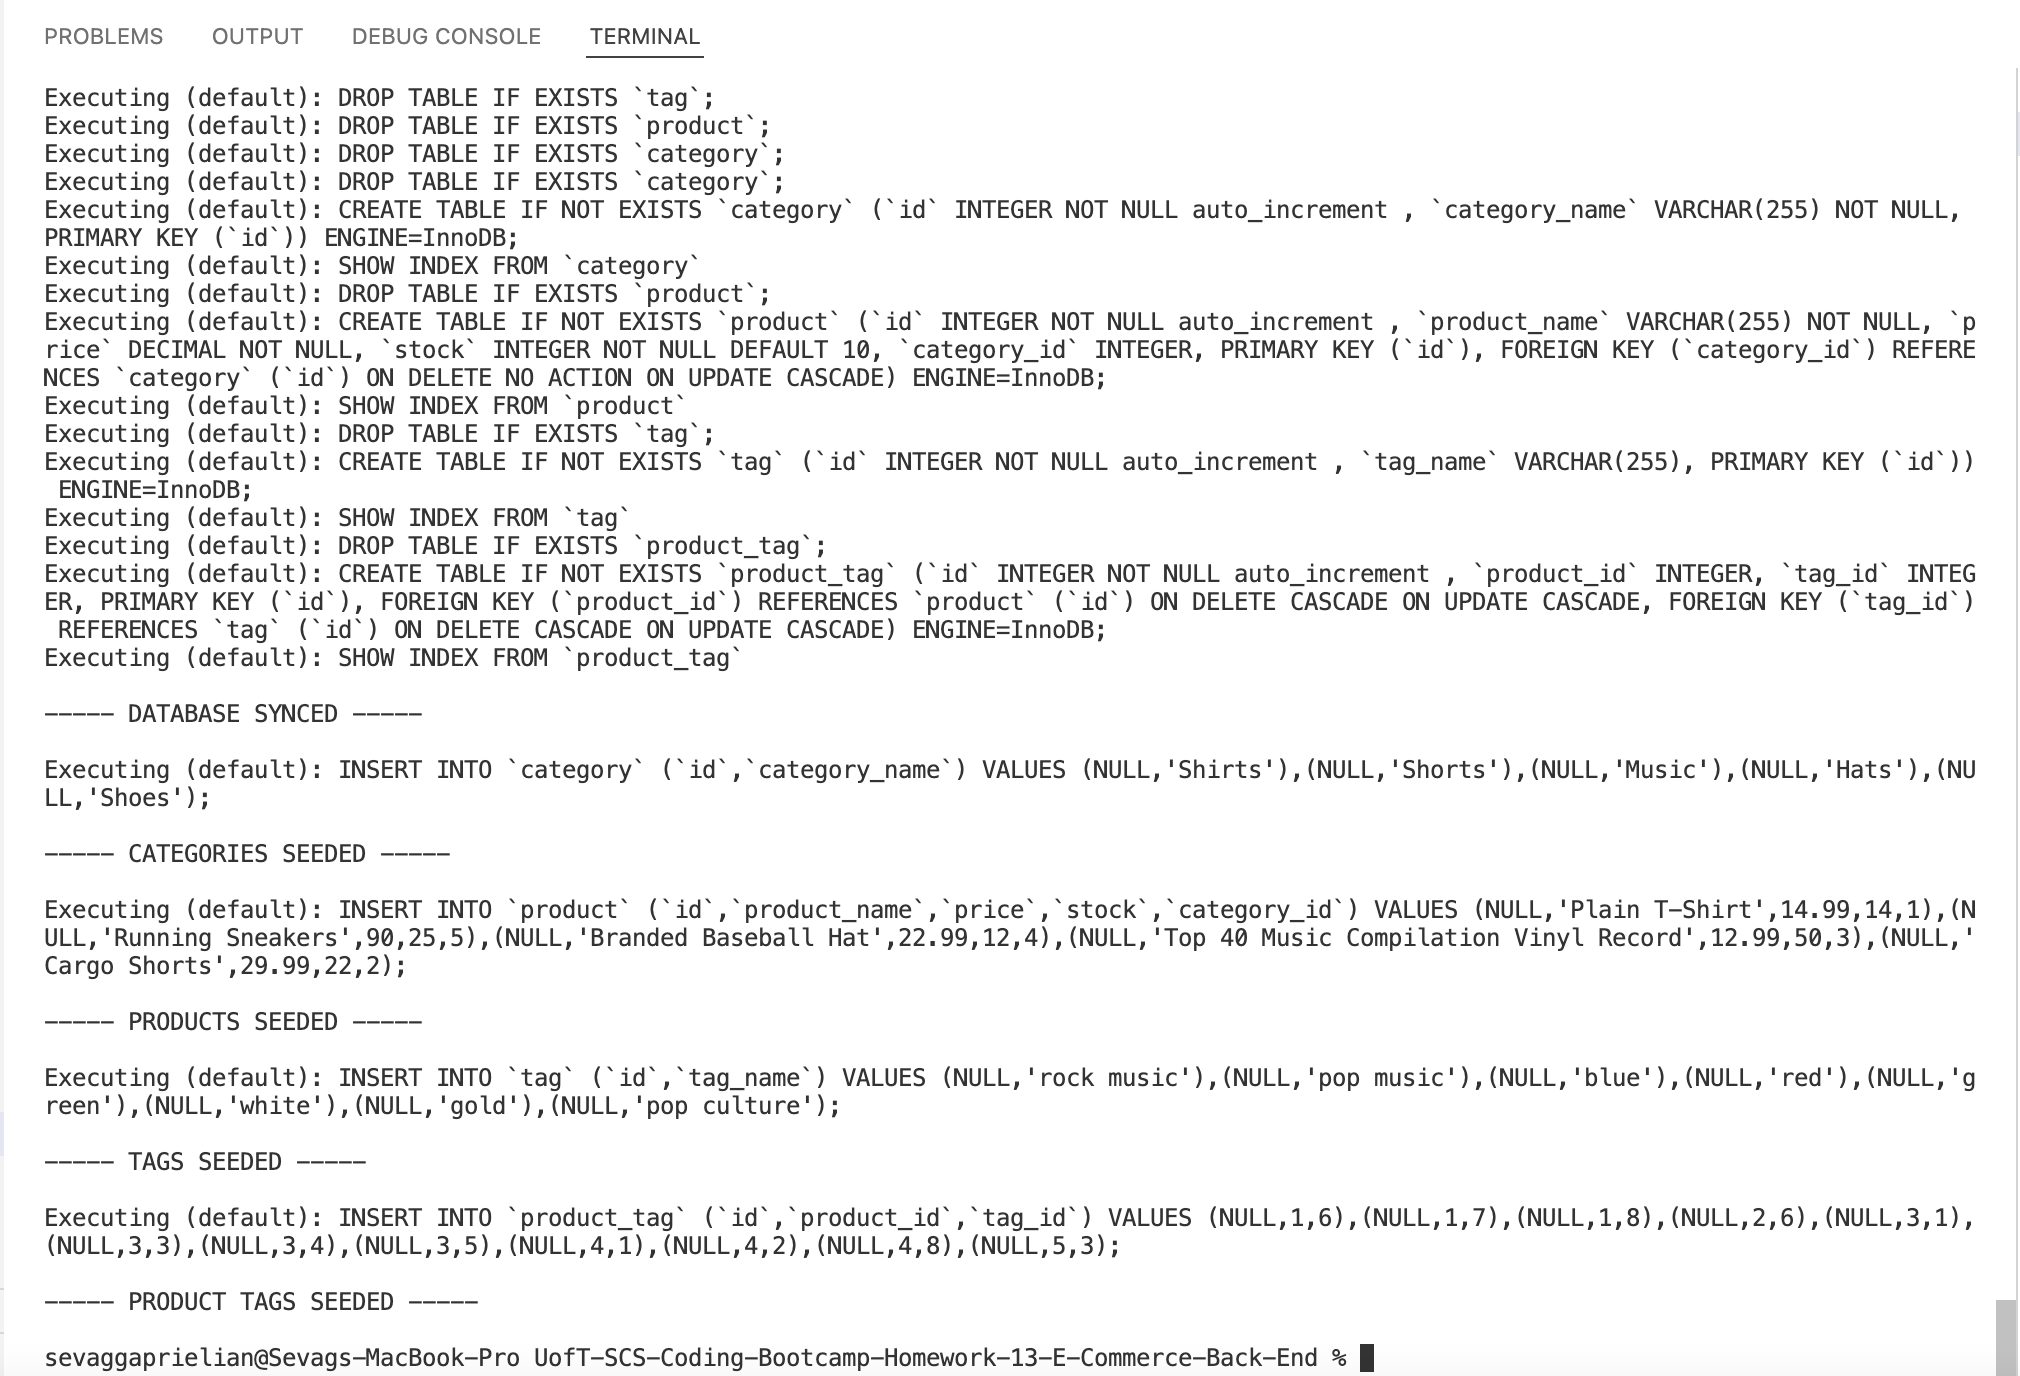 PROBLEMS OUTPUT DEBUG CONSOLE TERMINAL
Executing (default): DROP TABLE IF EXISTS `tag`;
Executing (default): DROP TABLE IF EXISTS `product`;
Executing (default): DROP TABLE IF EXISTS `category`;
Executing (default): DROP TABLE IF EXISTS `category`;
Executing (default): CREATE TABLE IF NOT EXISTS `category` (`id` INTEGER NOT NULL auto_increment , `category_name` VARCHAR(255) NOT NULL,
PRIMARY KEY (`id`)) ENGINE=InnoDB;
Executing (default): SHOW INDEX FROM `category`
Executing (default): DROP TABLE IF EXISTS `product`;
Executing (default): CREATE TABLE IF NOT EXISTS `product` (`id` INTEGER NOT NULL auto_increment , `product_name` VARCHAR(255) NOT NULL, `p
rice` DECIMAL NOT NULL, `stock` INTEGER NOT NULL DEFAULT 10, `category_id` INTEGER, PRIMARY KEY (`id`), FOREIGN KEY (`category_id`) REFERE
NCES `category` (`id`) ON DELETE NO ACTION ON UPDATE CASCADE) ENGINE=InnoDB;
Executing (default): SHOW INDEX FROM `product`
Executing (default): DROP TABLE IF EXISTS `tag`;
Executing (default): CREATE TABLE IF NOT EXISTS `tag` (`id` INTEGER NOT NULL auto_increment , `tag_name` VARCHAR(255), PRIMARY KEY (`id`))
ENGINE=InnoDB;
Executing (default): SHOW INDEX FROM `tag`
Executing (default): DROP TABLE IF EXISTS `product_tag`;
Executing (default): CREATE TABLE IF NOT EXISTS `product_tag` (`id` INTEGER NOT NULL auto_increment , `product_id` INTEGER, `tag_id` INTEG
ER, PRIMARY KEY (`id`), FOREIGN KEY (`product_id`) REFERENCES `product` (`id`) ON DELETE CASCADE ON UPDATE CASCADE, FOREIGN KEY (`tag_id`)
REFERENCES `tag` (`id`) ON DELETE CASCADE ON UPDATE CASCADE) ENGINE=InnoDB;
Executing (default): SHOW INDEX FROM `product_tag`
----- DATABASE SYNCED -----
Executing (default): INSERT INTO `category` (`id`,`category_name`) VALUES (NULL,'Shirts'),(NULL,'Shorts'),(NULL,'Music'),(NULL,'Hats'),(NU
LL,'Shoes');
----- CATEGORIES SEEDED -----
Executing (default): INSERT INTO `product` (`id`,`product_name`,`price`,`stock`,`category_id`) VALUES (NULL,'Plain T-Shirt',14.99,14,1),(N
ULL,'Running Sneakers',90,25,5),(NULL,'Branded Baseball Hat',22.99,12,4),(NULL,'Top 40 Music Compilation Vinyl Record',12.99,50,3),(NULL,'
Cargo Shorts',29.99,22,2);
----- PRODUCTS SEEDED -----
Executing (default): INSERT INTO `tag` (`id`,`tag_name`) VALUES (NULL,'rock music'),(NULL,'pop music'),(NULL,'blue'),(NULL,'red'),(NULL,'g
reen'),(NULL,'white'),(NULL,'gold'),(NULL,'pop culture');
----- TAGS SEEDED -----
Executing (default): INSERT INTO `product_tag` (`id`,`product_id`,`tag_id`) VALUES (NULL,1,6),(NULL,1,7),(NULL,1,8),(NULL,2,6),(NULL,3,1),
(NULL,3,3),(NULL,3,4),(NULL,3,5),(NULL,4,1),(NULL,4,2),(NULL,4,8),(NULL,5,3);
----- PRODUCT TAGS SEEDED -----
sevaggaprielian@Sevags-MacBook-Pro UofT-SCS-Coding-Bootcamp-Homework-13-E-Commerce-Back-End %